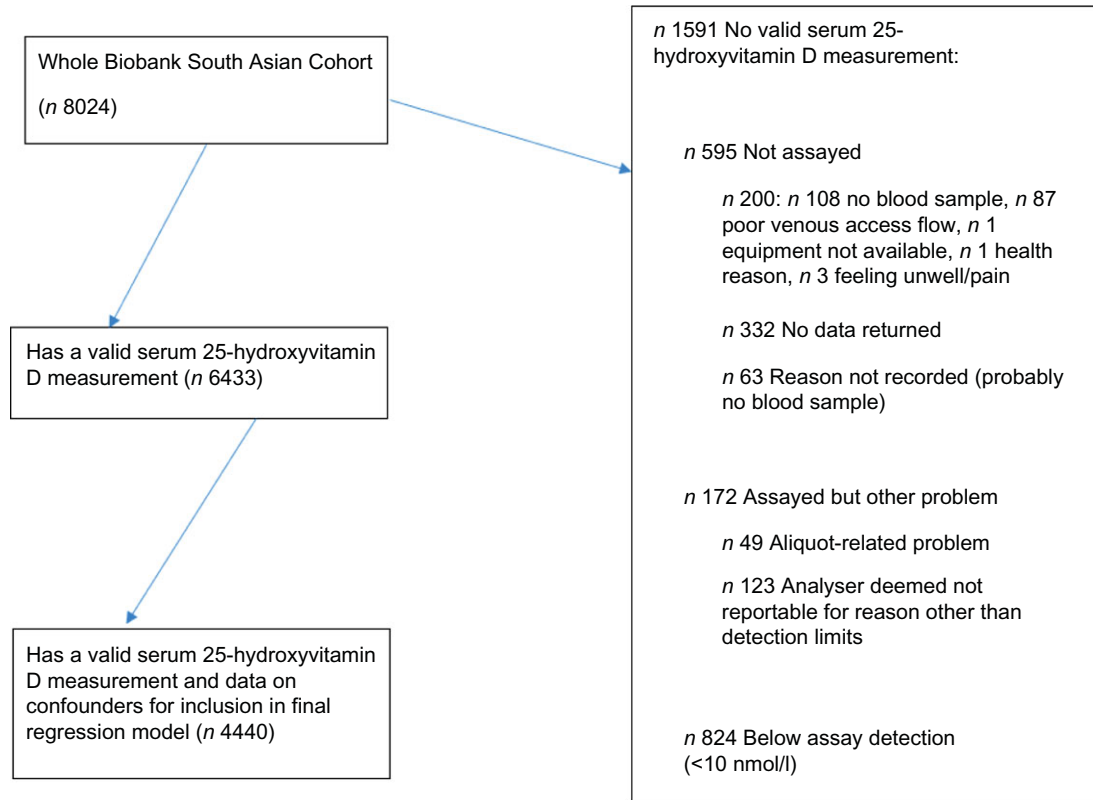 Whole Biobank South Asian Cohort
(n 8024)
Has a valid serum 25-hydroxyvitamin
D measurement (n 6433)
Has a valid serum 25-hydroxyvitamin
D measurement and data on
confounders for inclusion in final
regression model (n 4440)
n 1591 No valid serum 25-
hydroxyvitamin D measurement:
n 595 Not assayed
n 200: n 108 no blood sample, n 87
poor venous access flow, n 1
equipment not available, n 1 health
reason, n 3 feeling unwell/pain
n 332 No data returned
n 63 Reason not recorded (probably
no blood sample)
n 172 Assayed but other problem
n 49 Aliquot-related problem
n 123 Analyser deemed not
reportable for reason other than
detection limits
n 824 Below assay detection
(<10 nmol/l)